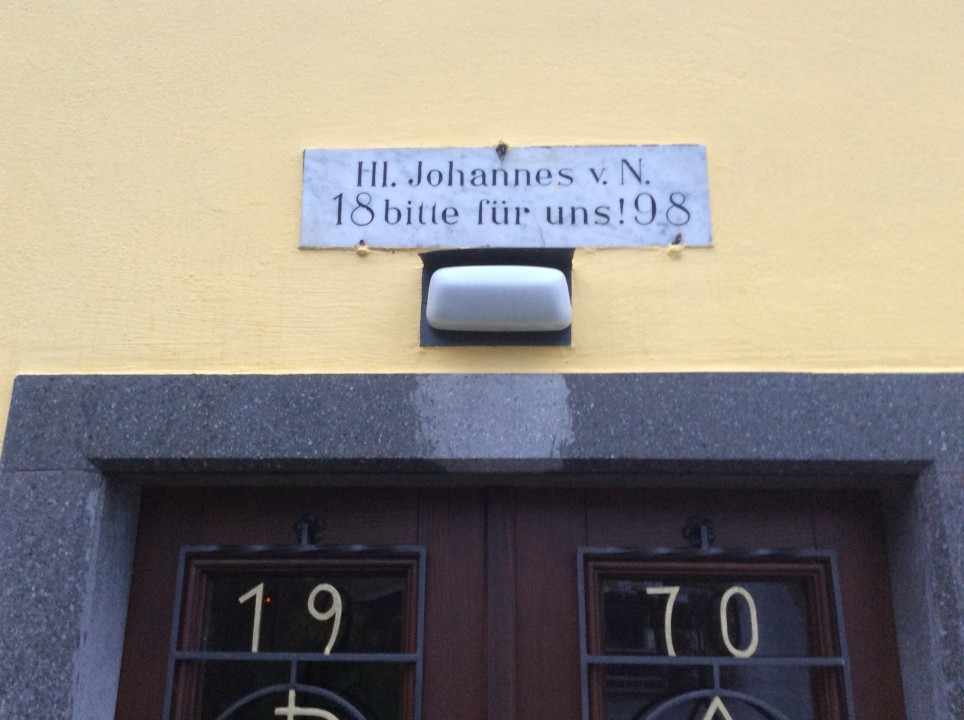 Hl. Johannes v. N.
18 bitte für uns! 98
19 70